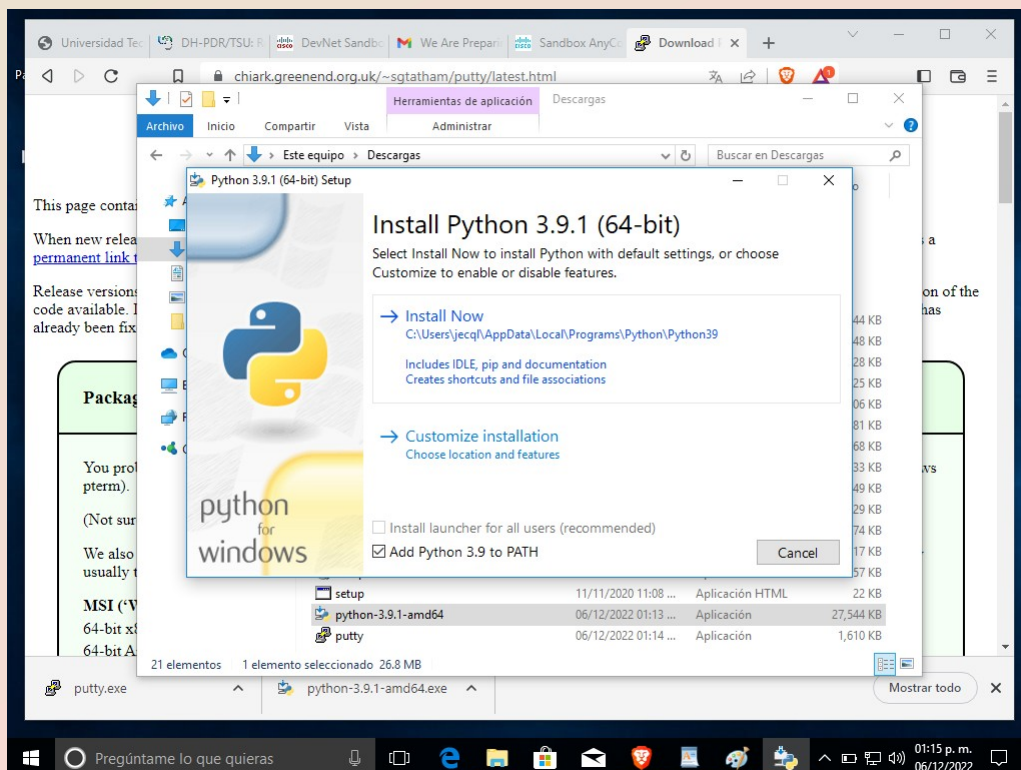 Universidad Tec
DH-PDR/TSU: R
DevNet Sandbo
We Are Prepari
Sandbox AnyCo
Download
chiark.greenend.org.uk/~sgtatham/putty/latest.html
Herramientas de aplicación
Descargas
Archivo Inicio Compartir Vista Administrar
Este equipo > Descargas
Buscar en Descargas
This page contai
When new relea
a
permanent link t
Release versions
on of the
code available. I
has
already been fix
Packag
You prol
ws
pterm).
(Not sur
We also
usually t
MSI ('W
64-bit x8
64-bit A
Python 3.9.1 (64-bit) Setup
Install Python 3.9.1 (64-bit)
Select Install Now to install Python with default settings, or choose
Customize to enable or disable features.
Install Now
C:\Users\jecql\AppData\Local\Programs\Python\Python39
Includes IDLE, pip and documentation
Creates shortcuts and file associations
Customize installation
Choose location and features
Install launcher for all users (recommended)
Add Python 3.9 to PATH
Cancel
python
for
windows
44 KB
48 KB
28 KB
25 KB
06 KB
81 KB
68 KB
33 KB
49 KB
29 KB
74 KB
17 KB
57 KB
setup 11/11/2020 11:08 ... Aplicación HTML 22 KB
python-3.9.1-amd64 06/12/2022 01:13 ... Aplicación 27,544 KB
putty 06/12/2022 01:14 ... Aplicación 1,610 KB
21 elementos 1 elemento seleccionado 26.8 MB
putty.exe
python-3.9.1-amd64.exe
Mostrar todo
Pregúntame lo que quieras
01:15 p. m.
06/12/2022